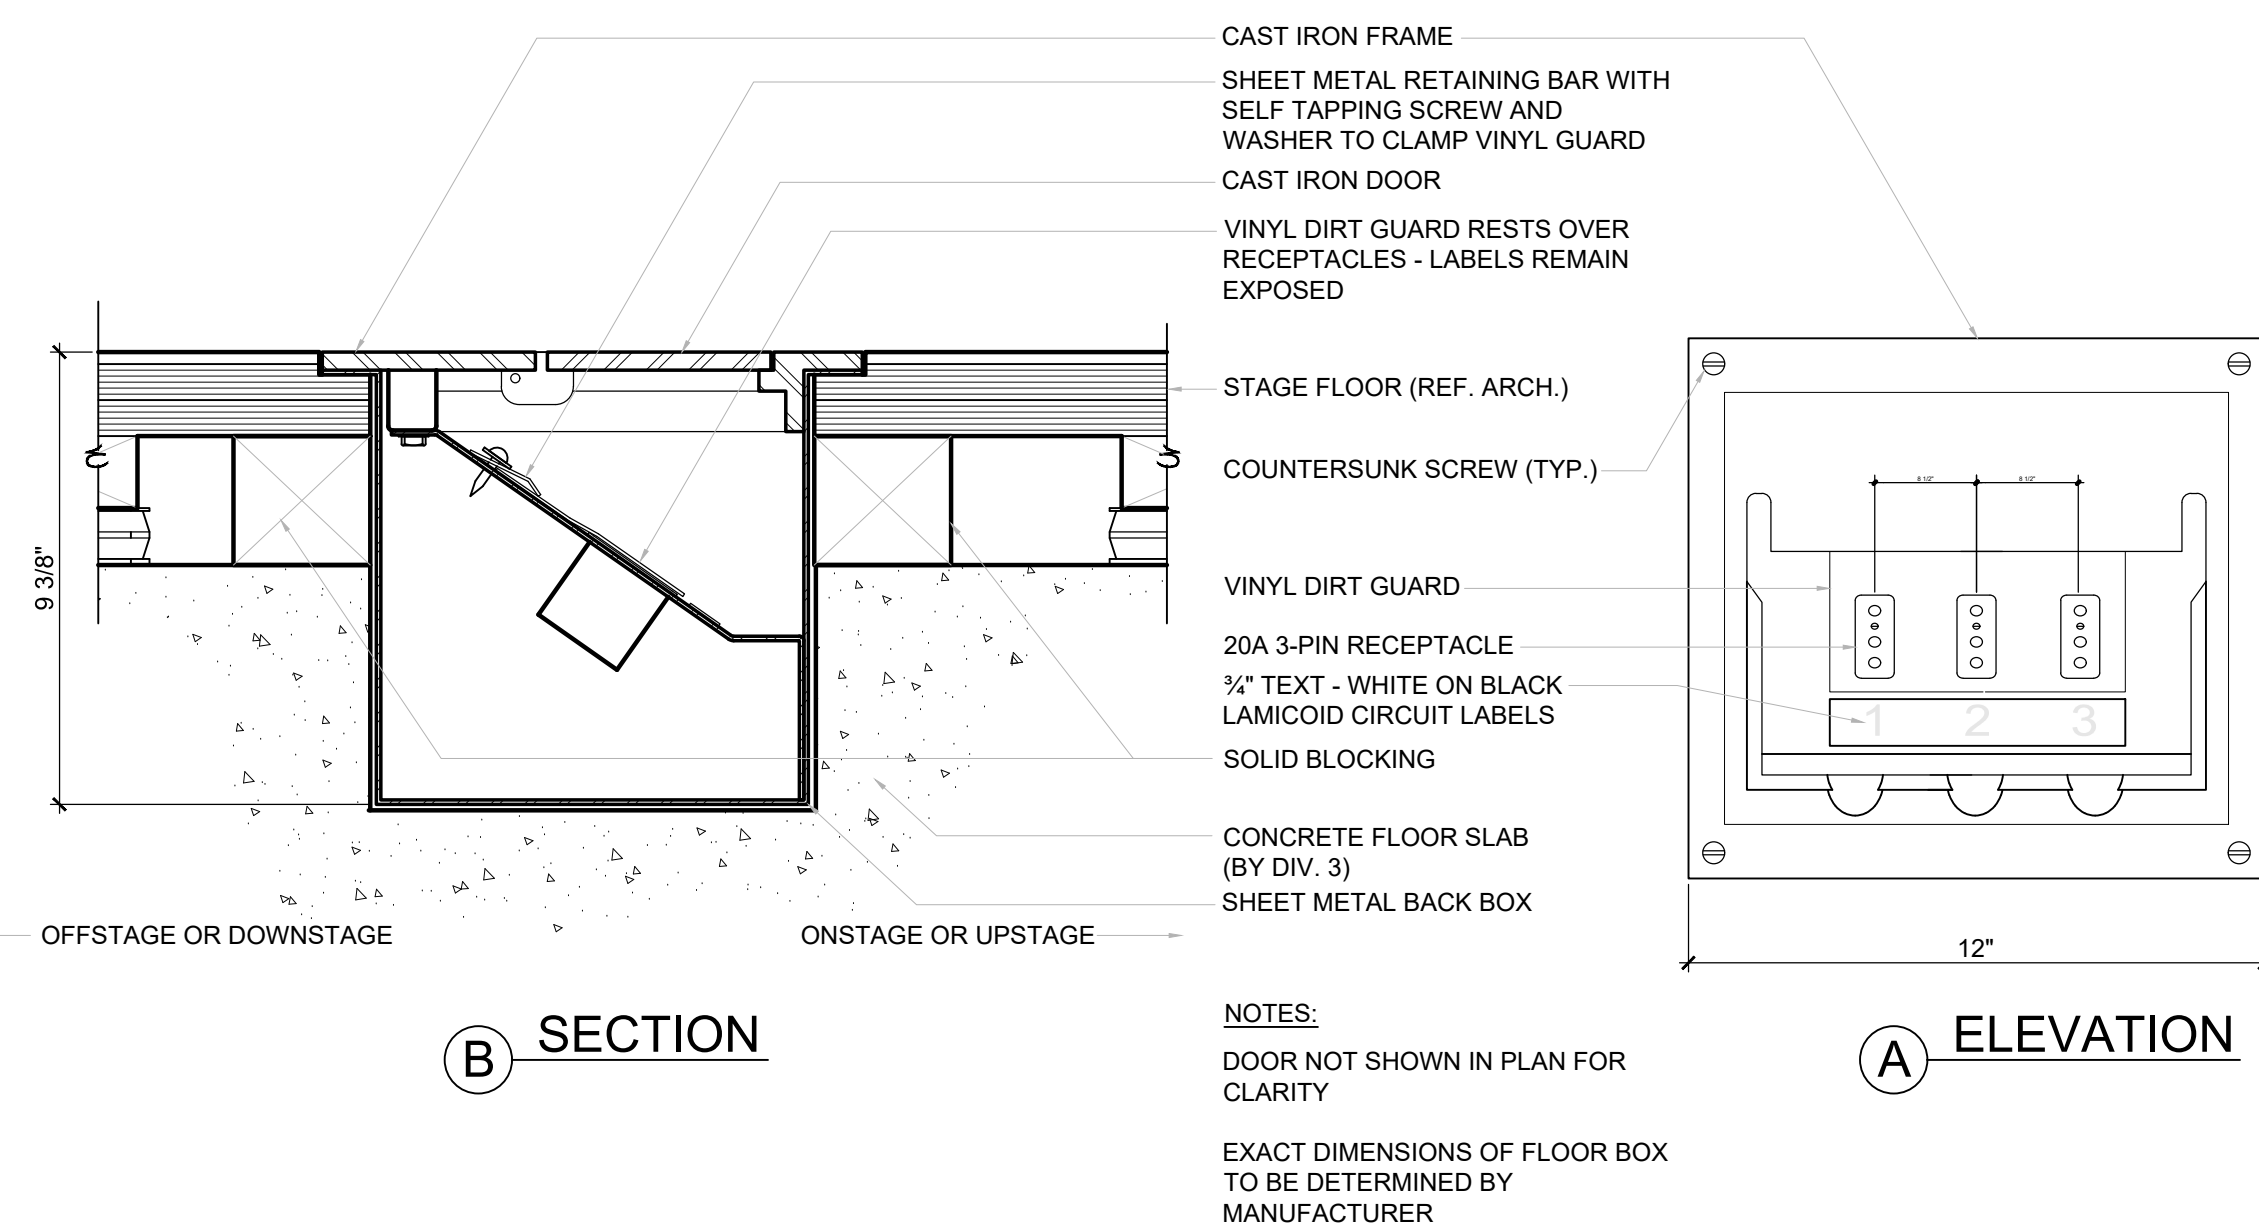 CAST IRON FRAME
SHEET METAL RETAINING BAR WITH
SELF TAPPING SCREW AND
WASHER TO CLAMP VINYL GUARD
CAST IRON DOOR
VINYL DIRT GUARD RESTS OVER
RECEPTACLES - LABELS REMAIN
EXPOSED
STAGE FLOOR (REF. ARCH.)
COUNTERSUNK SCREW (TYP.)
8 1/2"
8 1/2"
9 3/8"
VINYL DIRT GUARD
20A 3-PIN RECEPTACLE
¾" TEXT - WHITE ON BLACK
LAMICOID CIRCUIT LABELS
1 2 3
SOLID BLOCKING
CONCRETE FLOOR SLAB
(BY DIV. 3)
SHEET METAL BACK BOX
OFFSTAGE OR DOWNSTAGE
ONSTAGE OR UPSTAGE
12"
B SECTION
NOTES:
DOOR NOT SHOWN IN PLAN FOR
CLARITY
EXACT DIMENSIONS OF FLOOR BOX
TO BE DETERMINED BY
MANUFACTURER
A ELEVATION